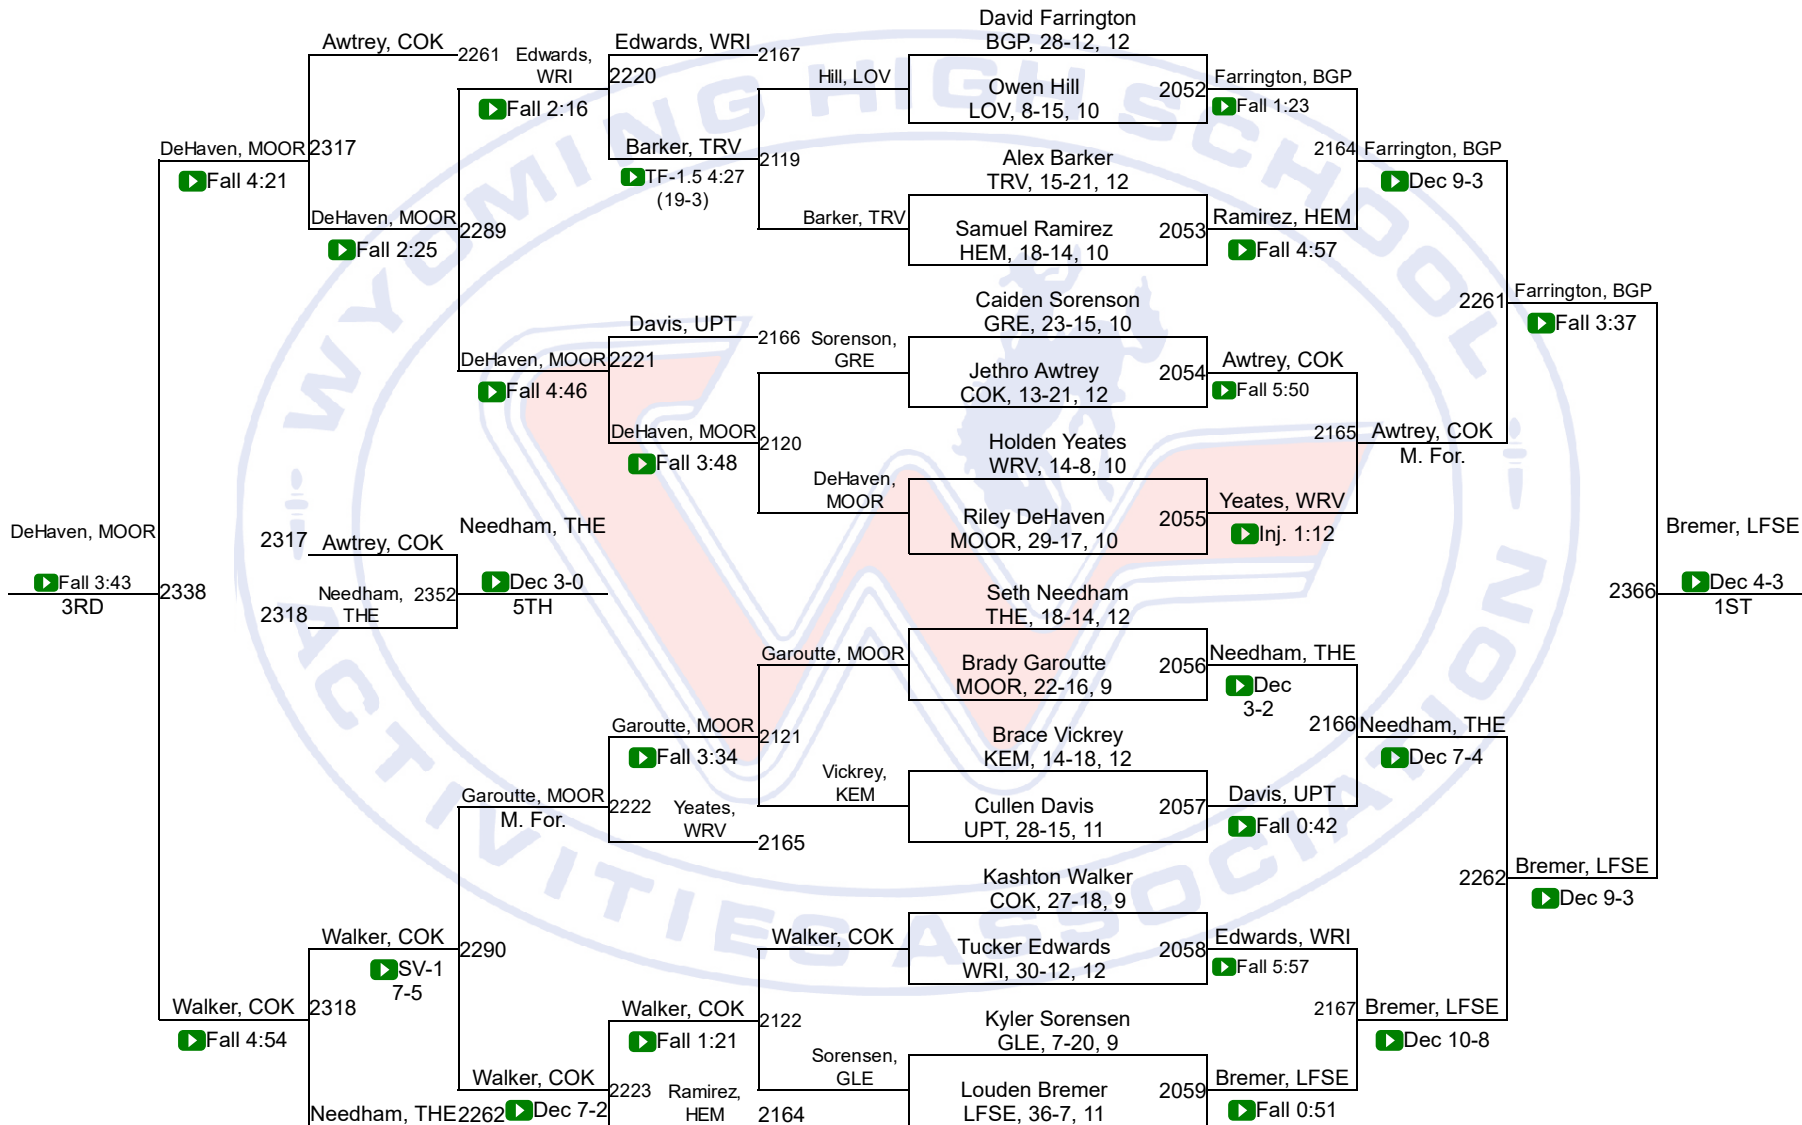 David Farrington
Awtrey, COK
Edwards, WRI
BGP, 28-12, 12
2261
Edwards,
WRI
2167
2220
Hill, LOV
Farrington, BGP
Owen Hill
2052
Fall 2:16
Fall 1:23
LOV, 8-15, 10
DeHaven, MOOR
2317
Barker, TRV
2119
Alex Barker
2164
Farrington, BGP
Fall 4:21
TF-1.5 4:27
(19-3)
TRV, 15-21, 12
Dec 9-3
DeHaven, MOOR
2289
Barker, TRV
Samuel Ramirez
2053
Ramirez, HEM
Fall 2:25
HEM, 18-14, 10
Fall 4:57
Caiden Sorenson
2261
Farrington, BGP
Davis, UPT
GRE, 23-15, 10
Fall 3:37
2166
Sorenson,
GRE
DeHaven, MOOR
2221
Jethro Awtrey
2054
Awtrey, COK
Fall 4:46
COK, 13-21, 12
Fall 5:50
DeHaven, MOOR
2120
Holden Yeates
2165
Awtrey, COK
Fall 3:48
WRV, 14-8, 10
M. For.
DeHaven,
MOOR
Yeates, WRV
Riley DeHaven
2055
MOOR, 29-17, 10
Inj. 1:12
DeHaven, MOOR
2317
Awtrey, COK
Needham, THE
Bremer, LFSE
Fall 3:43
3RD
2338
Needham,
THE
2318
2352
Dec 3-0
5TH
Seth Needham
THE, 18-14, 12
2366
Dec 4-3
1ST
Garoutte, MOOR
Brady Garoutte
2056
Needham, THE
MOOR, 22-16, 9
Dec
3-2
Garoutte, MOOR
2121
Brace Vickrey
2166
Needham, THE
Fall 3:34
KEM, 14-18, 12
Dec 7-4
Garoutte, MOOR
2222
Vickrey,
KEM
Cullen Davis
2057
Davis, UPT
M. For.
Yeates,
WRV
UPT, 28-15, 11
Fall 0:42
2165
Kashton Walker
2262
Bremer, LFSE
COK, 27-18, 9
Dec 9-3
Walker, COK
2290
Walker, COK
Tucker Edwards
2058
Edwards, WRI
SV-1
7-5
WRI, 30-12, 12
Fall 5:57
Walker, COK
2318
Walker, COK
2122
Kyler Sorensen
2167
Bremer, LFSE
Fall 4:54
Fall 1:21
GLE, 7-20, 9
Dec 10-8
Walker, COK
2223
Sorensen,
GLE
Louden Bremer
2059
Bremer, LFSE
Needham, THE
2262
Dec 7-2
Ramirez,
HEM
2164
LFSE, 36-7, 11
Fall 0:51
WYOMING HIGH SCHOOL
ACTIVITIES ASSOCIATION